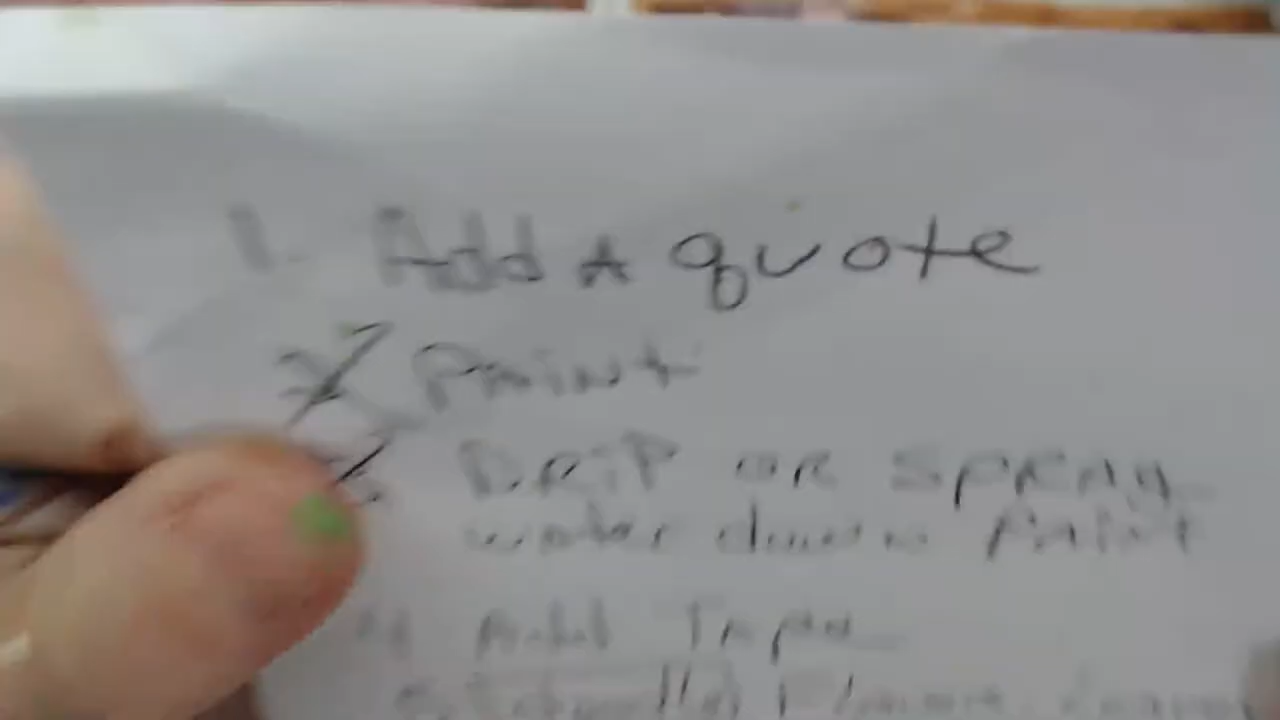 1. Add A quote
2 Paint
3 DRIP OR SPRAY
water down Paint
4 Add Tape